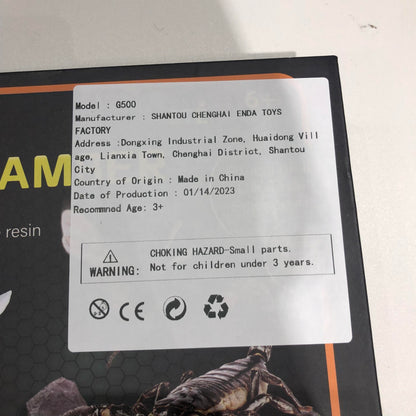 Model : G500
Manufacturer : SHANTOU CHENGHAI ENDA TOYS
FACTORY
Address :Dongxing Industrial Zone, Huaidong Vill
age, Lianxia Town, Chenghai District, Shantou
City
Country of Origin : Made in China
Date of Production : 01/14/2023
Recommned Age: 3+
AM
resin
WARNING:
CHOKING HAZARD-Small parts.
Not for children under 3 years.
0-3
CE